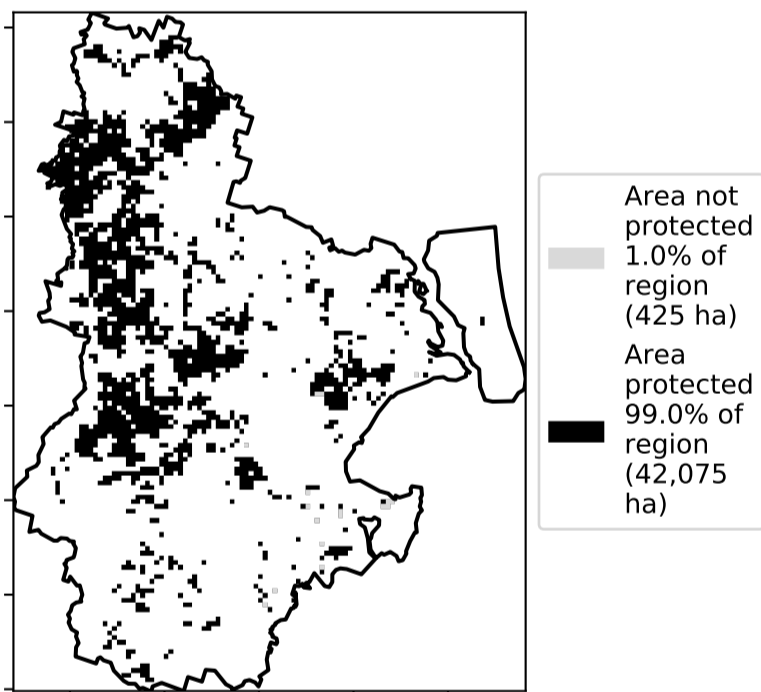 Area not
protected
1.0% of
region
(425 ha)
Area
protected
99.0% of
region
(42,075
ha)